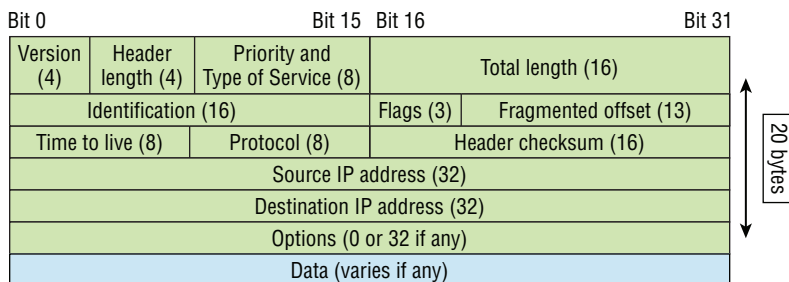 Bit 0 Bit 15 Bit 16 Bit 31
Version (4) Header length (4) Priority and Type of Service (8) Total length (16)
Identification (16) Flags (3) Fragmented offset (13)
Time to live (8) Protocol (8) Header checksum (16)
Source IP address (32)
Destination IP address (32)
Options (0 or 32 if any)
Data (varies if any)
20 bytes